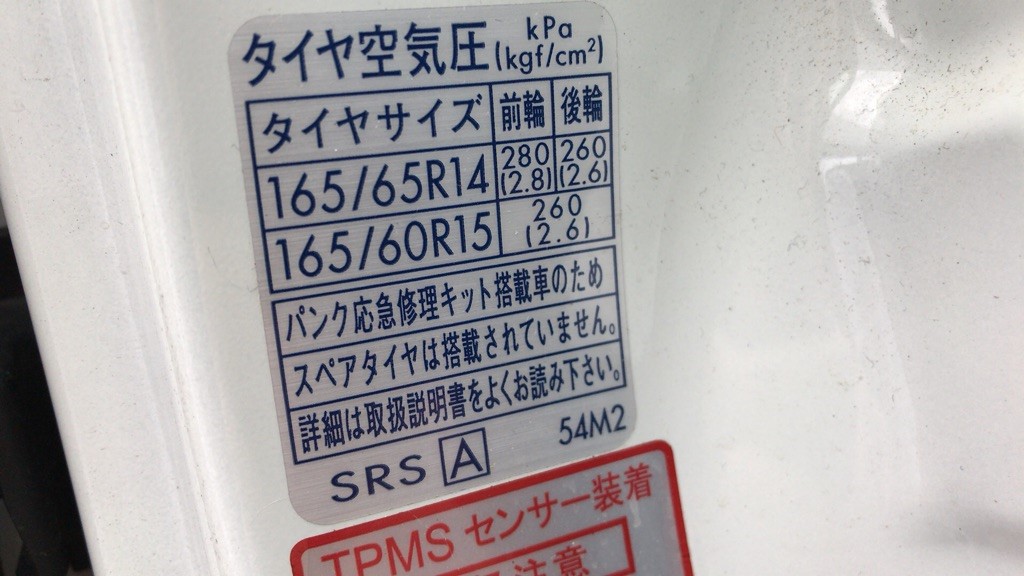 タイヤ空気圧 kPa (kgf/cm²)
タイヤサイズ 前輪 後輪
165/65R14 280 (2.8) 260 (2.6)
165/60R15 260 (2.6)
パンク応急修理キット搭載車のため
スペアタイヤは搭載されていません。
詳細は取扱説明書をよくお読み下さい。
SRS A 54M2
TPMS センサー装着
注意